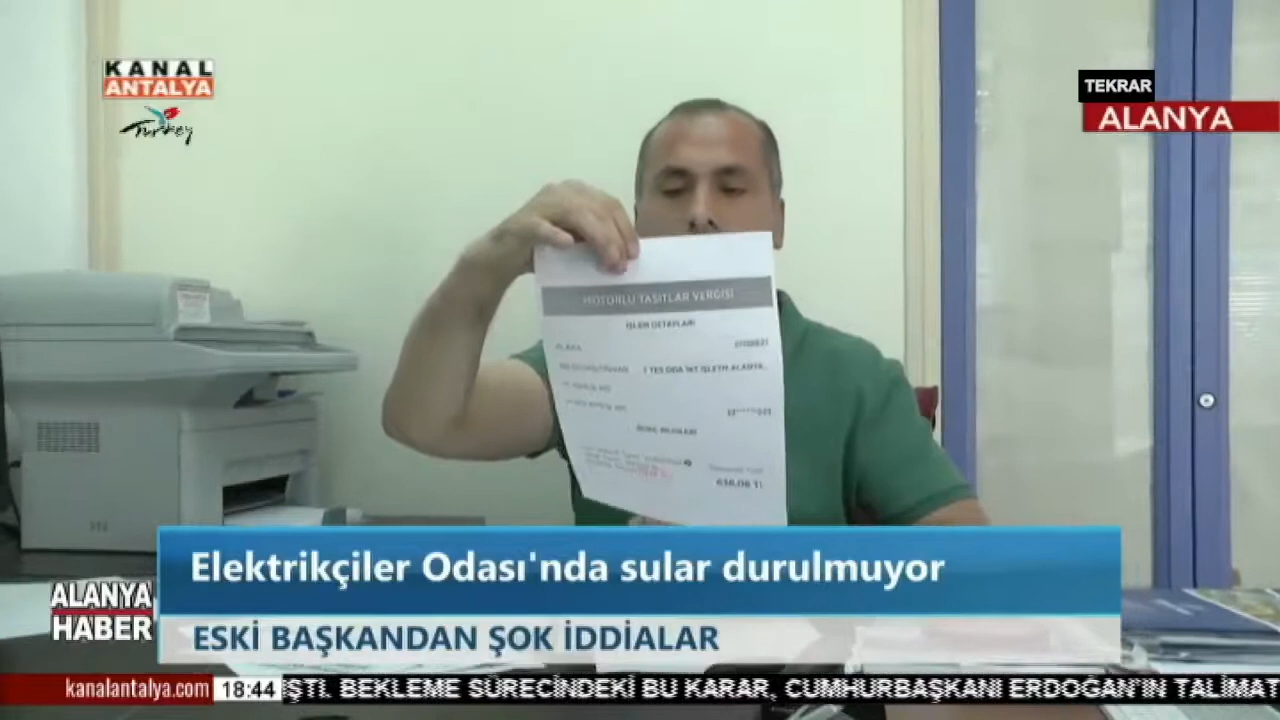 KANAL
ANTALYA
Turkey
TEKRAR
ALANYA
MOTORLU TAŞITLAR VERGİSİ
İŞLEM DETAYLARI
Elektrikçiler Odası'nda sular durulmuyor
ALANYA
HABER
ESKİ BAŞKANDAN ŞOK İDDİALAR
kanalantalya.com 18:44 ŞTİ. BEKLEME SÜRECİNDEKİ BU KARAR, CUMHURBAŞKANI ERDOĞAN'IN TALİMAT